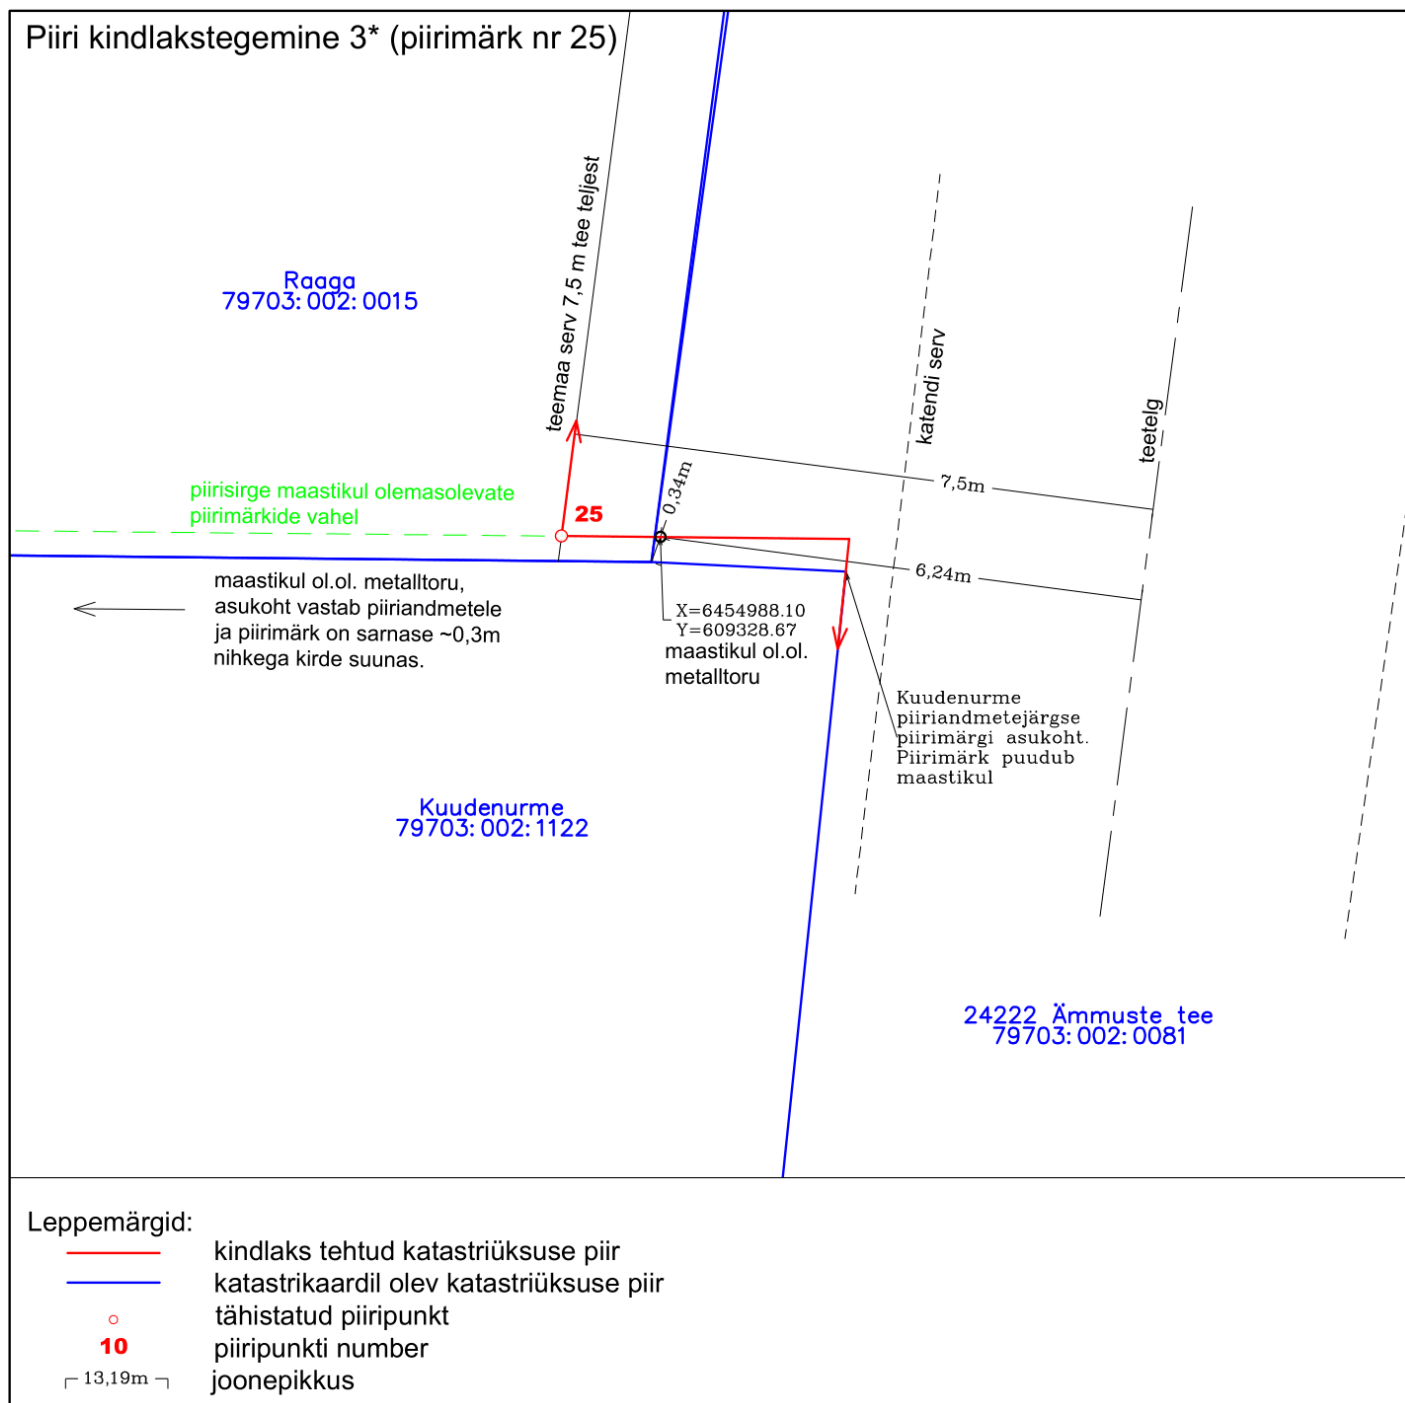 Piiri kindlakstegemine 3* (piirimärk nr 25)
teemaa serv 7,5 m tee teljest
Raaga
79703:002:0015
katendi serv
teetelg
7,5m
0,34m
piirisirge maastikul olemasolevate
piirimärkide vahel
25
6,24m
maastikul ol.ol. metalltoru,
asukoht vastab piiriandmetele
ja piirimärk on sarnase ~0,3m
nihkega kirde suunas.
X=6454988.10
Y=609328.67
maastikul ol.ol.
metalltoru
Kuudenurme
piiriandmetejärgse
piirimärgi asukoht.
Piirimärk puudub
maastikul
Kuudenurme
79703:002:1122
24222 Ämmuste tee
79703:002:0081
Leppemärgid:
kindlaks tehtud katastriüksuse piir
katastrikaardil olev katastriüksuse piir
tähistatud piiripunkt
10 piiripunkti number
13,19m joonepikkus